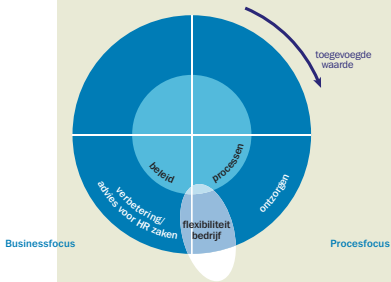 toegevoegde
waarde
beleid
processen
verbetering/
advies voor HR zaken
ontzorgen
flexibiliteit
bedrijf
Businessfocus
Procesfocus